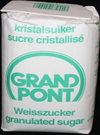 kristalsuiker
sucre cristallisé
GRAND
PONT
Weisszucker
granulated sugar